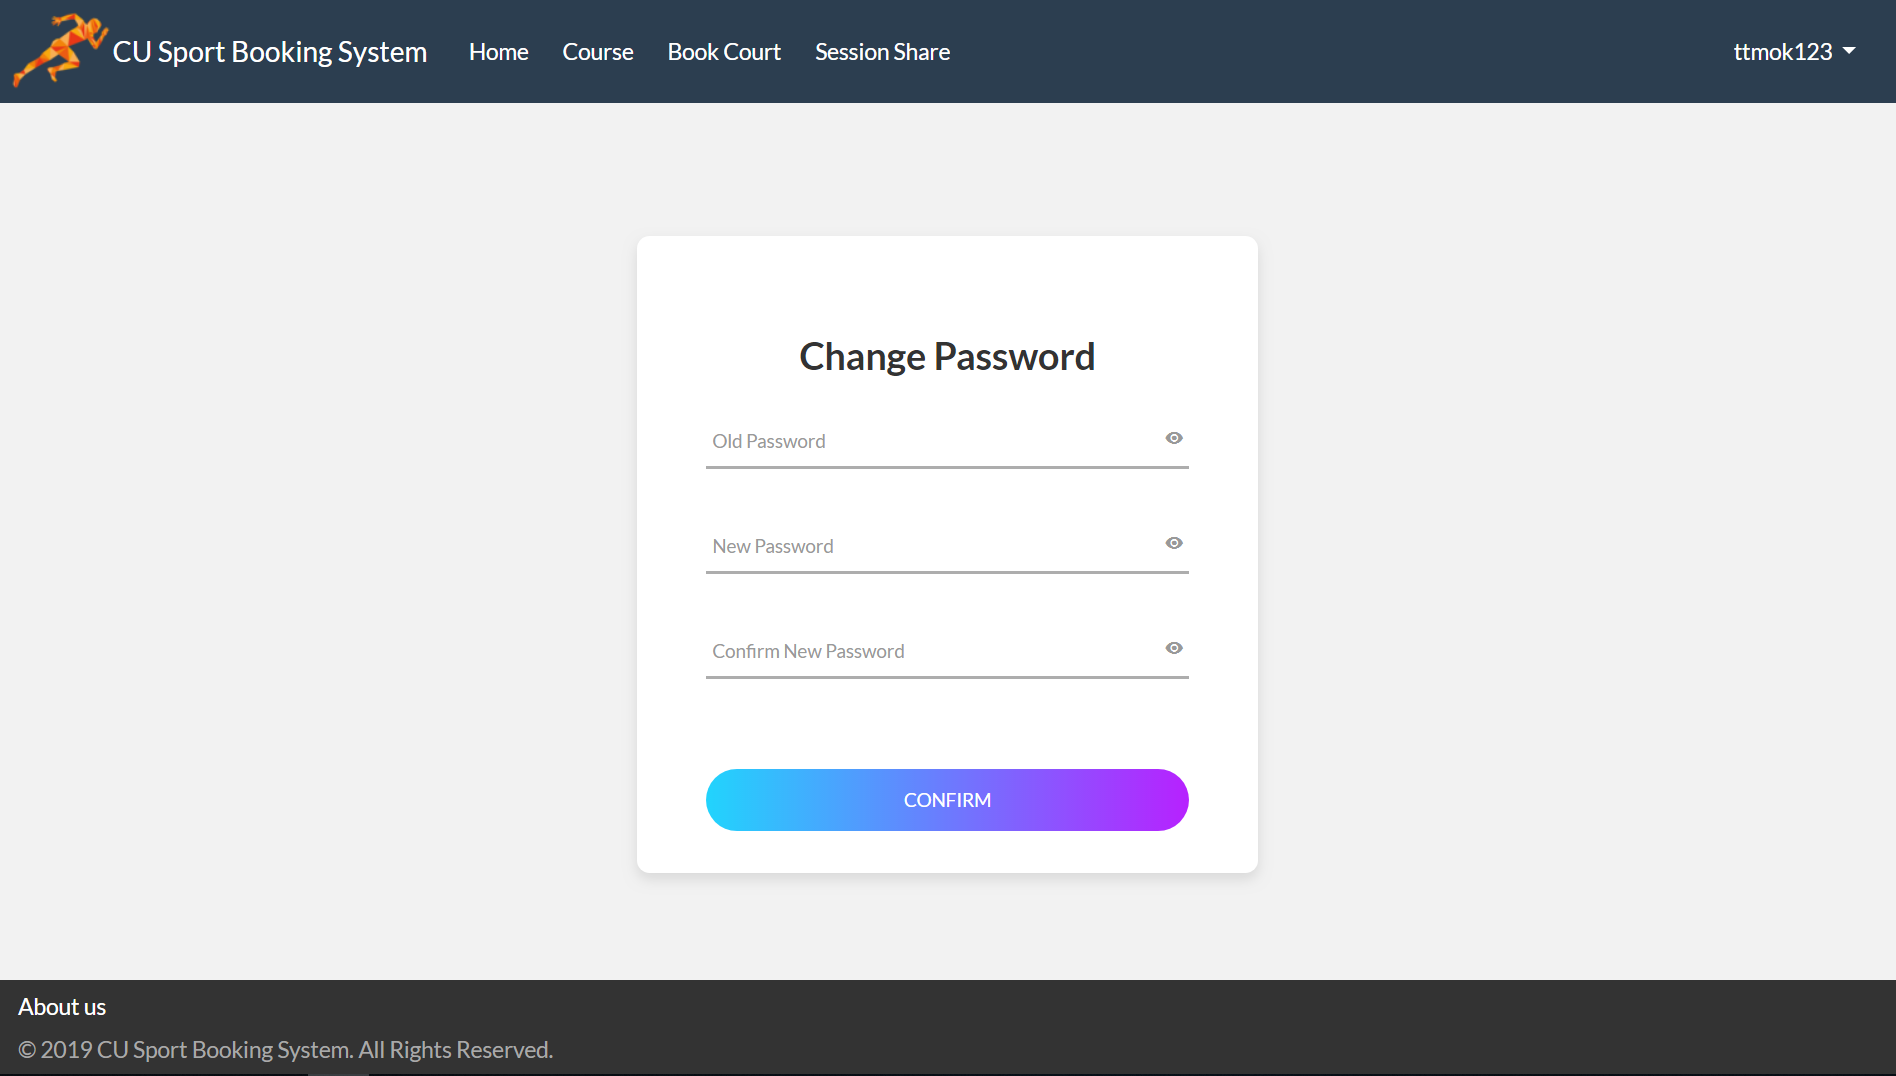 CU Sport Booking System Home Course Book Court Session Share ttmok123
Change Password
Old Password
New Password
Confirm New Password
CONFIRM
About us
© 2019 CU Sport Booking System. All Rights Reserved.